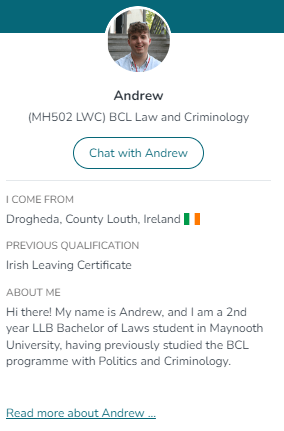 Andrew
(MH502 LWC) BCL Law and Criminology
Chat with Andrew
I COME FROM
Drogheda, County Louth, Ireland
PREVIOUS QUALIFICATION
Irish Leaving Certificate
ABOUT ME
Hi there! My name is Andrew, and I am a 2nd
year LLB Bachelor of Laws student in Maynooth
University, having previously studied the BCL
programme with Politics and Criminology.
Read more about Andrew ...